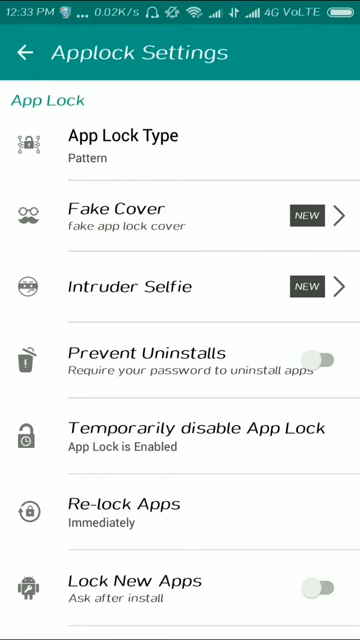 12:33 PM ... 0.02K/s 4G VoLTE
Applock Settings
App Lock
App Lock Type
Pattern
Fake Cover
fake app lock cover
NEW
Intruder Selfie
NEW
Prevent Uninstalls
Require your password to uninstall apps
Temporarily disable App Lock
App Lock is Enabled
Re-lock Apps
Immediately
Lock New Apps
Ask after install